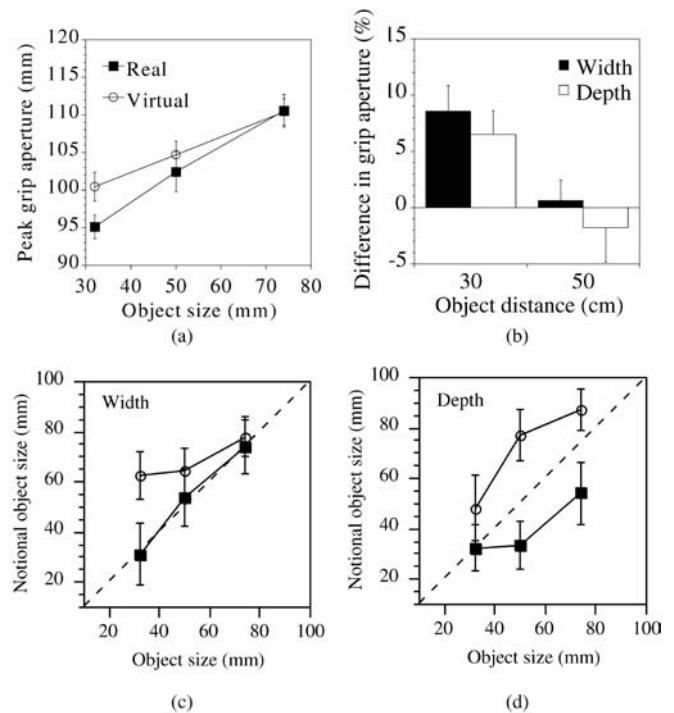 Peak grip aperture (mm)
120
115
110
105
100
95
90
Real
Virtual
30 40 50 60 70 80
Object size (mm)
(a)
Difference in grip aperture (%)
15
10
5
0
-5
Width
Depth
30 50
Object distance (cm)
(b)
Notional object size (mm)
100
80
60
40
20
Width
20 40 60 80 100
Object size (mm)
(c)
Notional object size (mm)
100
80
60
40
20
Depth
20 40 60 80 100
Object size (mm)
(d)